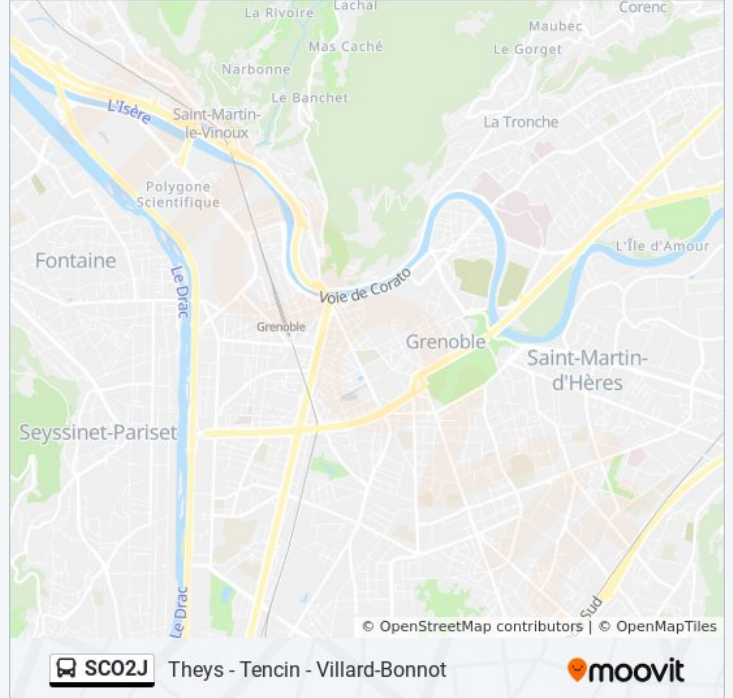 La Rivoire
Lachal
Corenc
Maubec
Mas Caché
Le Gorget
Narbonne
Le Banchet
L'Isère
Saint-Martin-
le-Vinoux
La Tronche
Polygone
Scientifique
L'Île d'Amour
Fontaine
Le Drac
Voie de Corato
Grenoble
Grenoble
Saint-Martin-
d'Hères
Seyssinet-Pariset
Le Drac
Sud
© OpenStreetMap contributors | © OpenMapTiles
SCO2J
Theys - Tencin - Villard-Bonnot
moovit